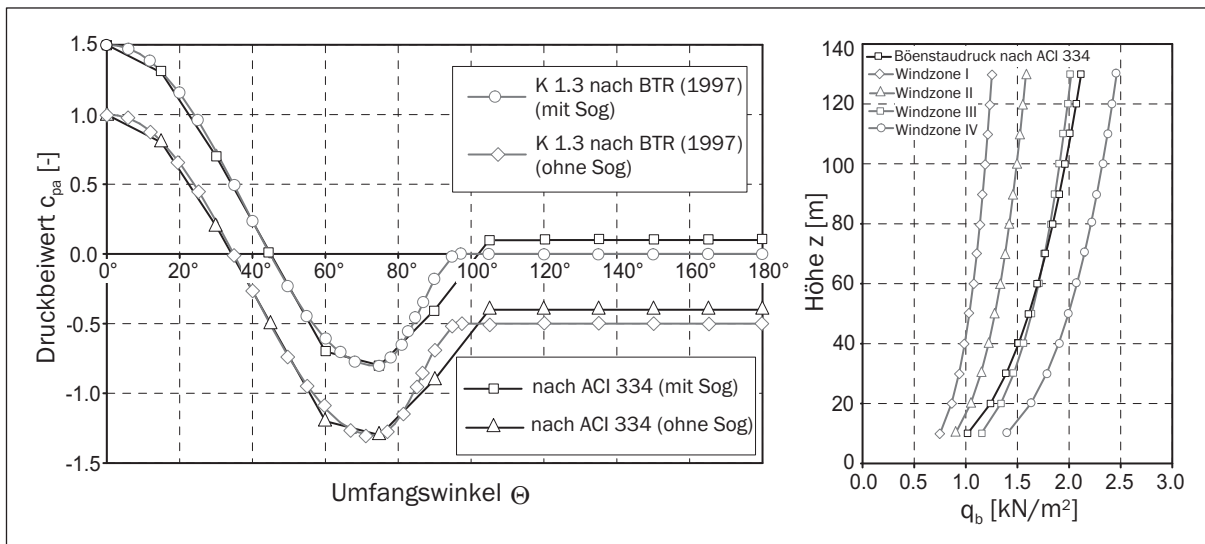 1.5
1.0
0.5
0.0
-0.5
-1.0
-1.5
Druckbeiwert cpa [-]
0°
20°
40°
60°
80°
100°
120°
140°
160°
180°
Umfangswinkel Θ
K 1.3 nach BTR (1997)
(mit Sog)
K 1.3 nach BTR (1997)
(ohne Sog)
nach ACI 334 (mit Sog)
nach ACI 334 (ohne Sog)
140
120
100
80
60
40
20
0
Höhe z [m]
Böenstaudruck nach ACI 334
Windzone I
Windzone II
Windzone III
Windzone IV
0.0
0.5
1.0
1.5
2.0
2.5
3.0
qb [kN/m²]